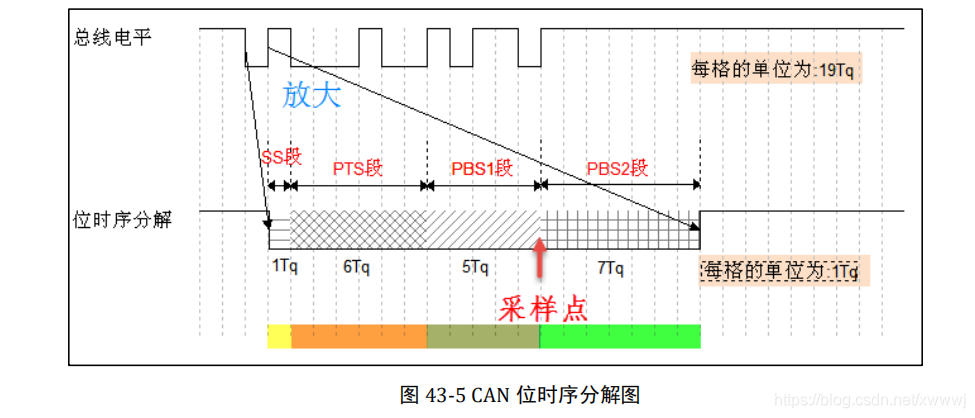 总线电平
每格的单位为:19Tq
放大
SS段 PTS段 PBS1段 PBS2段
位时序分解
1Tq 6Tq 5Tq 7Tq
每格的单位为:1Tq
采样点
图 43-5 CAN 位时序分解图
https://blog.csdn.net/xwwwj